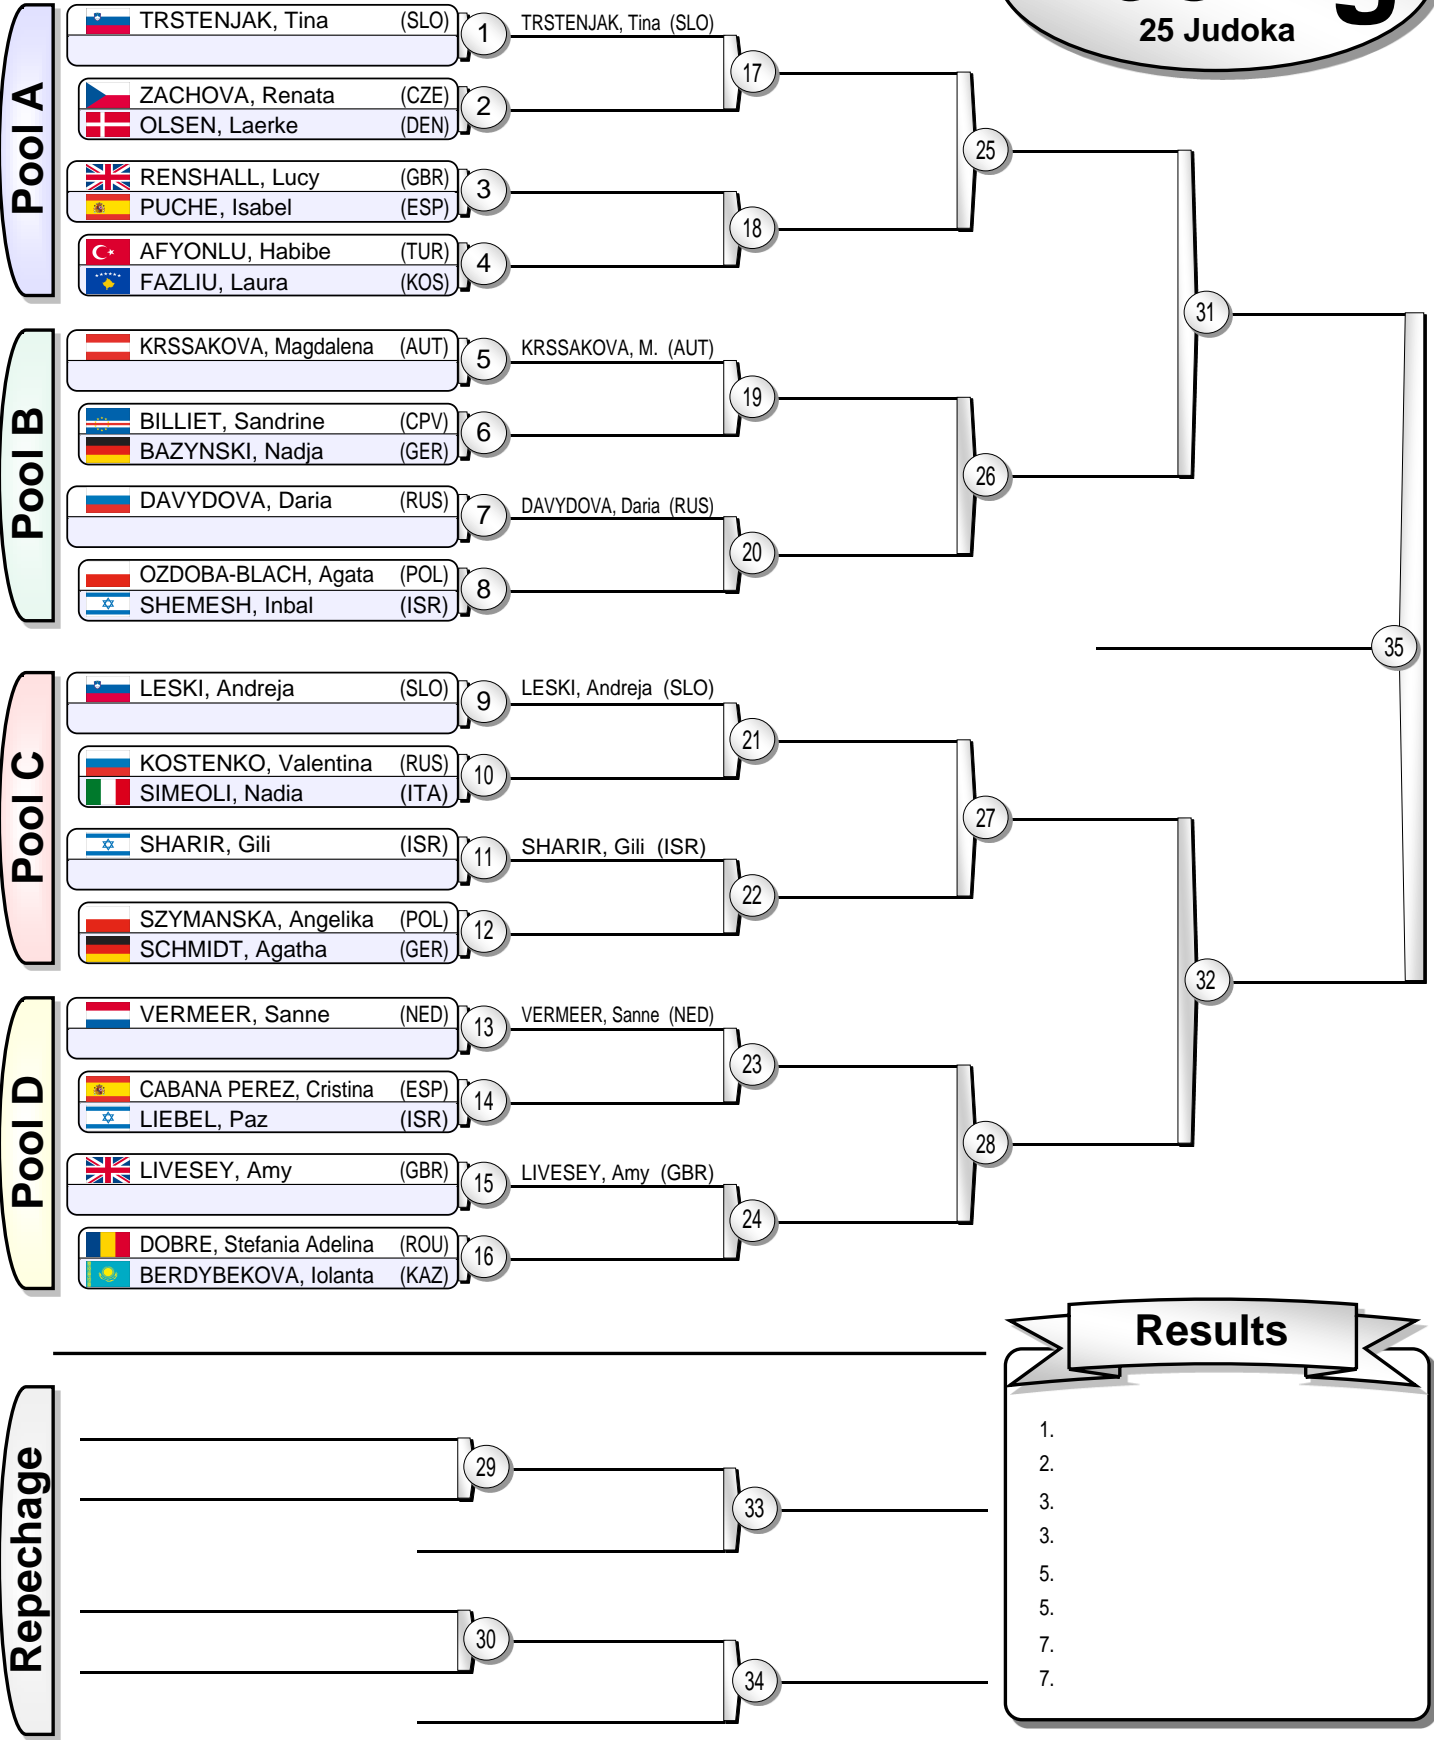 25 Judoka
Pool A
TRSTENJAK, Tina (SLO) 1 TRSTENJAK, Tina (SLO)
17
ZACHOVA, Renata (CZE) 2
OLSEN, Laerke (DEN)
25
RENSHALL, Lucy (GBR) 3
PUCHE, Isabel (ESP)
18
AFYONLU, Habibe (TUR) 4
FAZLIU, Laura (KOS)
31
Pool B
KRSSAKOVA, Magdalena (AUT) 5 KRSSAKOVA, M. (AUT)
19
BILLIET, Sandrine (CPV) 6
BAZYNSKI, Nadja (GER)
26
DAVYDOVA, Daria (RUS) 7 DAVYDOVA, Daria (RUS)
20
OZDOBA-BLACH, Agata (POL) 8
SHEMESH, Inbal (ISR)
35
Pool C
LESKI, Andreja (SLO) 9 LESKI, Andreja (SLO)
21
KOSTENKO, Valentina (RUS) 10
SIMEOLI, Nadia (ITA)
27
SHARIR, Gili (ISR) 11 SHARIR, Gili (ISR)
22
SZYMANSKA, Angelika (POL) 12
SCHMIDT, Agatha (GER)
32
Pool D
VERMEER, Sanne (NED) 13 VERMEER, Sanne (NED)
23
CABANA PEREZ, Cristina (ESP) 14
LIEBEL, Paz (ISR)
28
LIVESEY, Amy (GBR) 15 LIVESEY, Amy (GBR)
24
DOBRE, Stefania Adelina (ROU) 16
BERDYBEKOVA, Iolanta (KAZ)
Repechage
29
33
30
34
Results
1.
2.
3.
3.
5.
5.
7.
7.